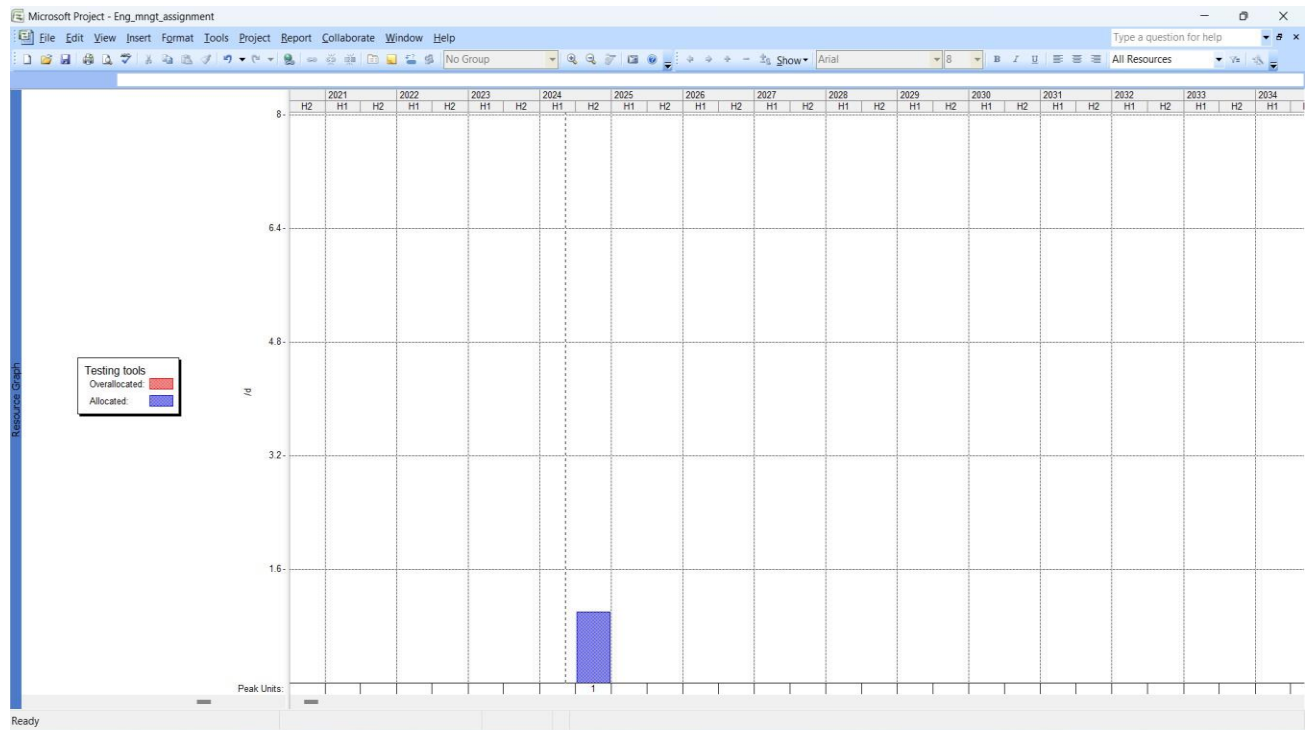 Microsoft Project - Eng_mngt_assignment
File Edit View Insert Format Tools Project Report Collaborate Window Help
Type a question for help
No Group
Show
Arial
8
B I U
All Resources
2021 2022 2023 2024 2025 2026 2027 2028 2029 2030 2031 2032 2033 2034
H2 H1 H2 H1 H2 H1 H2 H1 H2 H1 H2 H1 H2 H1 H2 H1 H2 H1 H2 H1 H2 H1 H2 H1 H2 H1 H2 H1
8-
6.4-
4.8-
Resource Graph
Testing tools
Overallocated:
Allocated:
/d
3.2-
1.6-
Peak Units: 1
Ready